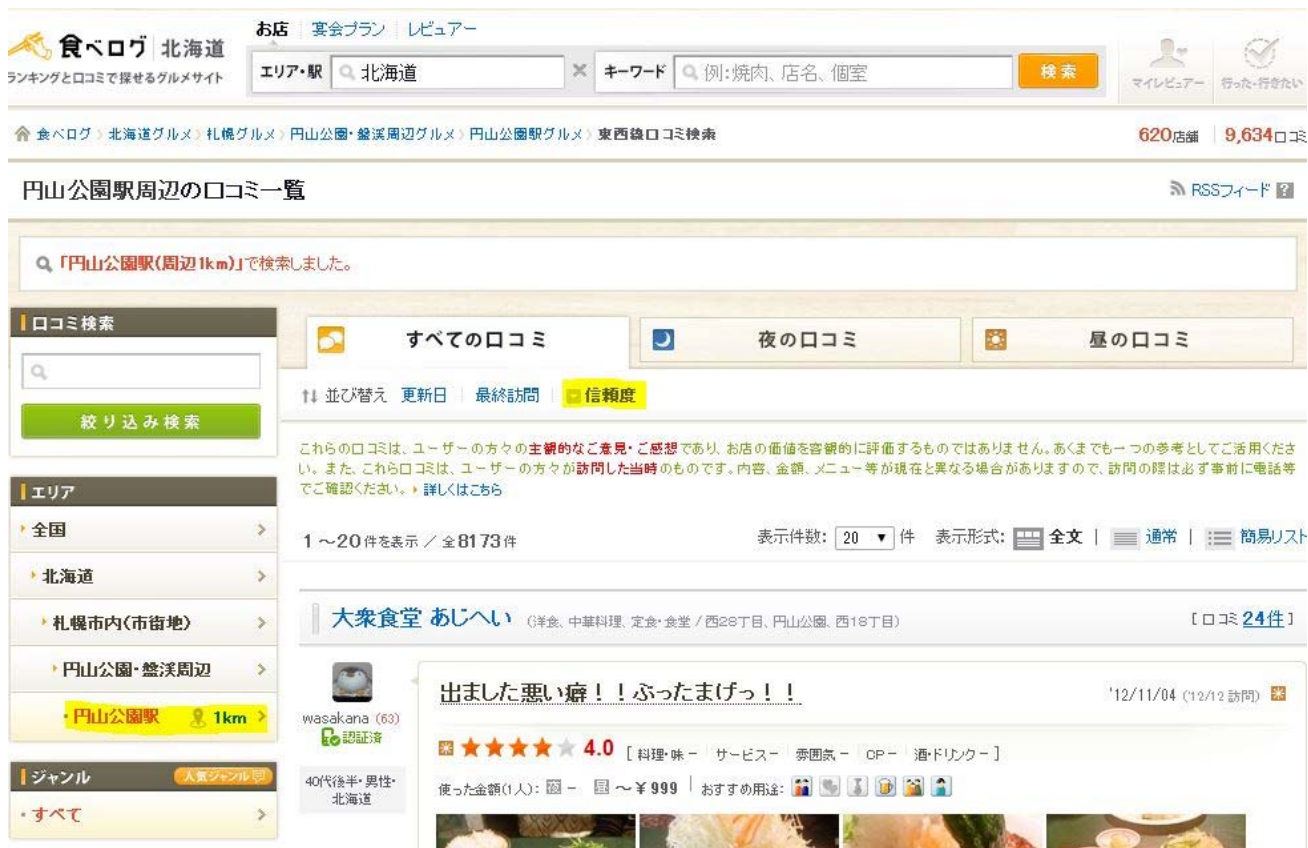 お店 宴会プラン レビュアー
食べログ 北海道
ランキングと口コミで探せるグルメサイト
エリア・駅 北海道 × キーワード 例:焼肉、店名、個室 検索
マイレビュアー 行った・行きたい
食べログ 北海道グルメ 札幌グルメ 円山公園・盤渓周辺グルメ 円山公園駅グルメ 東西線口コミ検索 620店舗 9,634口コミ
円山公園駅周辺の口コミ一覧 RSSフィード ?
「円山公園駅(周辺1km)」で検索しました。
口コミ検索
絞り込み検索
エリア
全国
北海道
札幌市内(市街地)
円山公園・盤渓周辺
円山公園駅 1km
ジャンル 人気ジャンル
すべて
すべての口コミ 夜の口コミ 昼の口コミ
↑↓ 並び替え 更新日 最終訪問 信頼度
これらの口コミは、ユーザーの方々の主観的なご意見・ご感想であり、お店の価値を客観的に評価するものではありません。あくまでも一つの参考としてご活用くださ
い。また、これら口コミは、ユーザーの方々が訪問した当時のものです。内容、金額、メニュー等が現在と異なる場合がありますので、訪問の際は必ず事前に電話等
でご確認ください。 詳しくはこちら
1～20件を表示 / 全8173件 表示件数: 20 ▼ 件 表示形式: 全文 | 通常 | 簡易リスト
大衆食堂 あじへい (洋食、中華料理、定食・食堂 / 西28丁目、円山公園、西18丁目) [ 口コミ 24件 ]
出ました悪い癖！！ぶったまげっ！！ '12/11/04 (12/12訪問)
wasakana (63)
認証済
40代後半・男性・
北海道
★★★★★ 4.0 [ 料理・味 - サービス - 雰囲気 - CP - 酒・ドリンク - ]
使った金額(1人): 夜 - 昼 ～￥999 おすすめ用途: